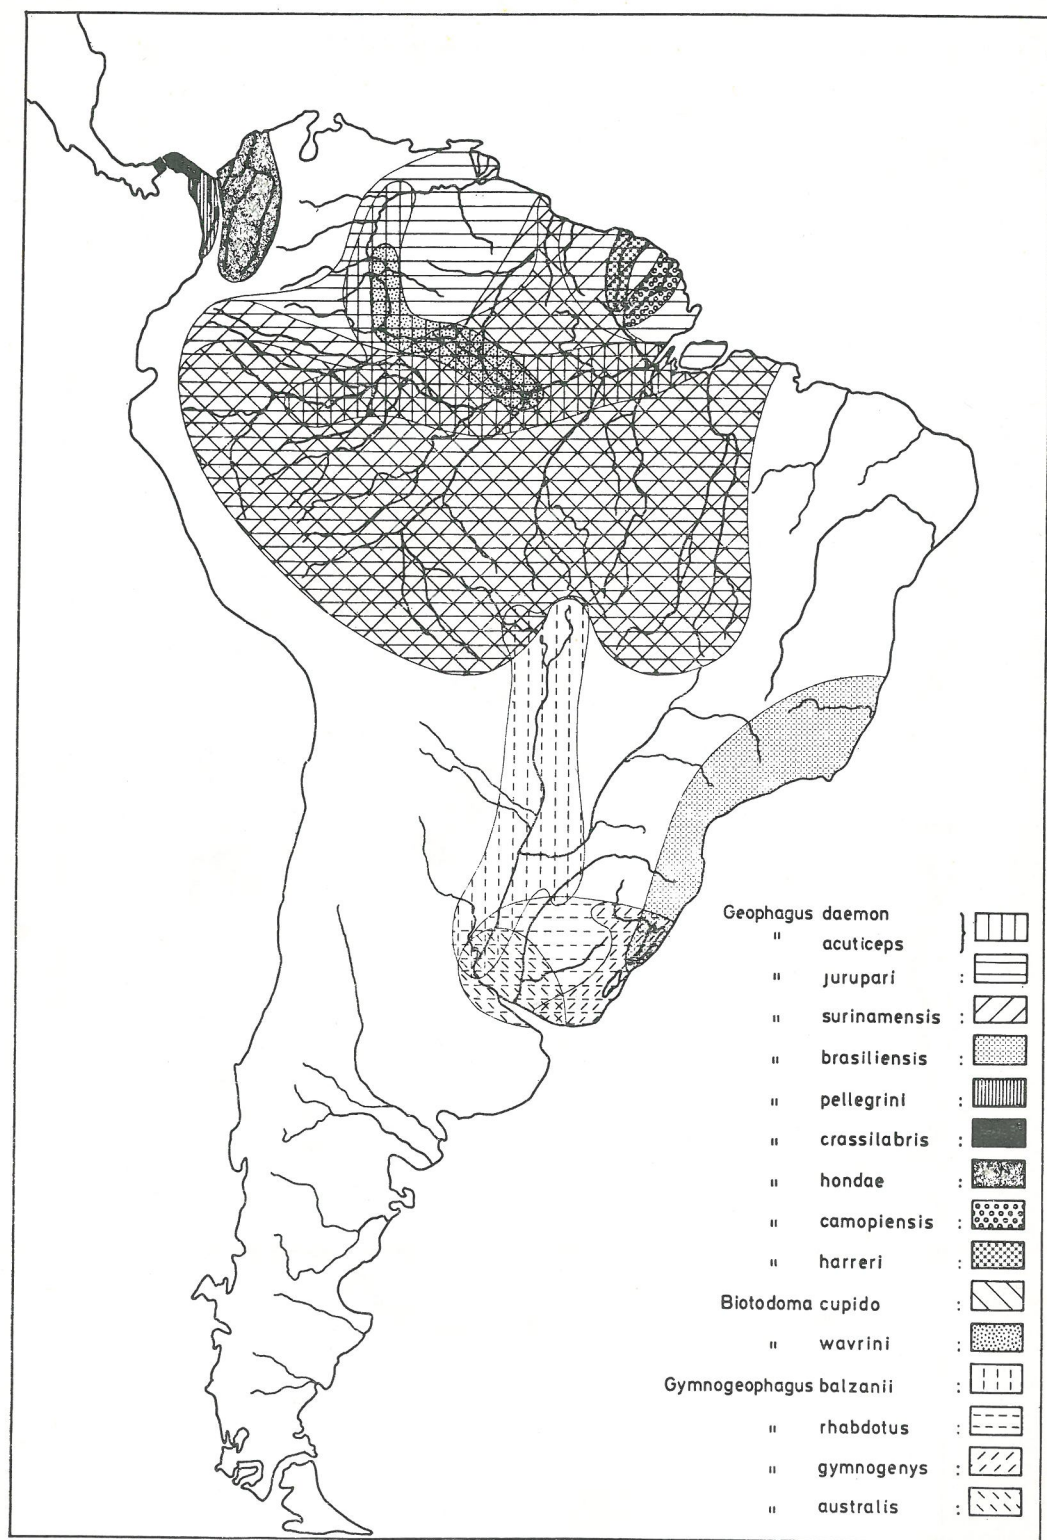 Geophagus daemon
" acuticeps
" jurupari :
" surinamensis :
" brasiliensis :
" pellegrini :
" crassilabris :
" hondae :
" camopiensis :
" harreri :
Biotodoma cupido :
" wavrini :
Gymnogeophagus balzanii :
" rhabdotus :
" gymnogenys :
" australis :